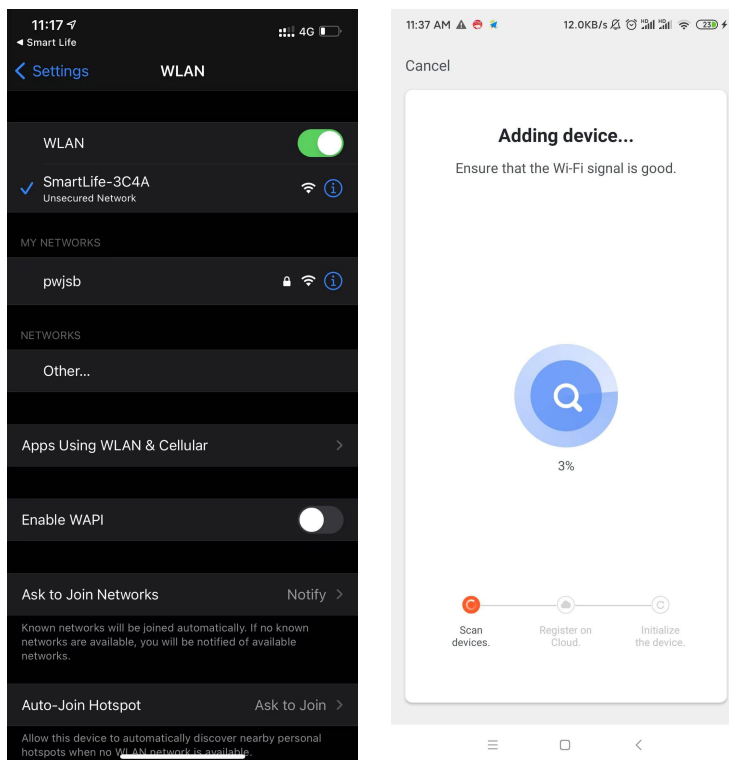 11:17
4G
◀ Smart Life
Settings
WLAN
WLAN
SmartLife-3C4A
Unsecured Network
MY NETWORKS
pwjsb
NETWORKS
Other...
Apps Using WLAN & Cellular
Enable WAPI
Ask to Join Networks
Notify
Known networks will be joined automatically. If no known
networks are available, you will be notified of available
networks.
Auto-Join Hotspot
Ask to Join
Allow this device to automatically discover nearby personal
hotspots when no WLAN network is available.
11:37 AM
12.0KB/s
HD
HD
23
Cancel
Adding device...
Ensure that the Wi-Fi signal is good.
3%
Scan
devices.
Register on
Cloud.
Initialize
the device.